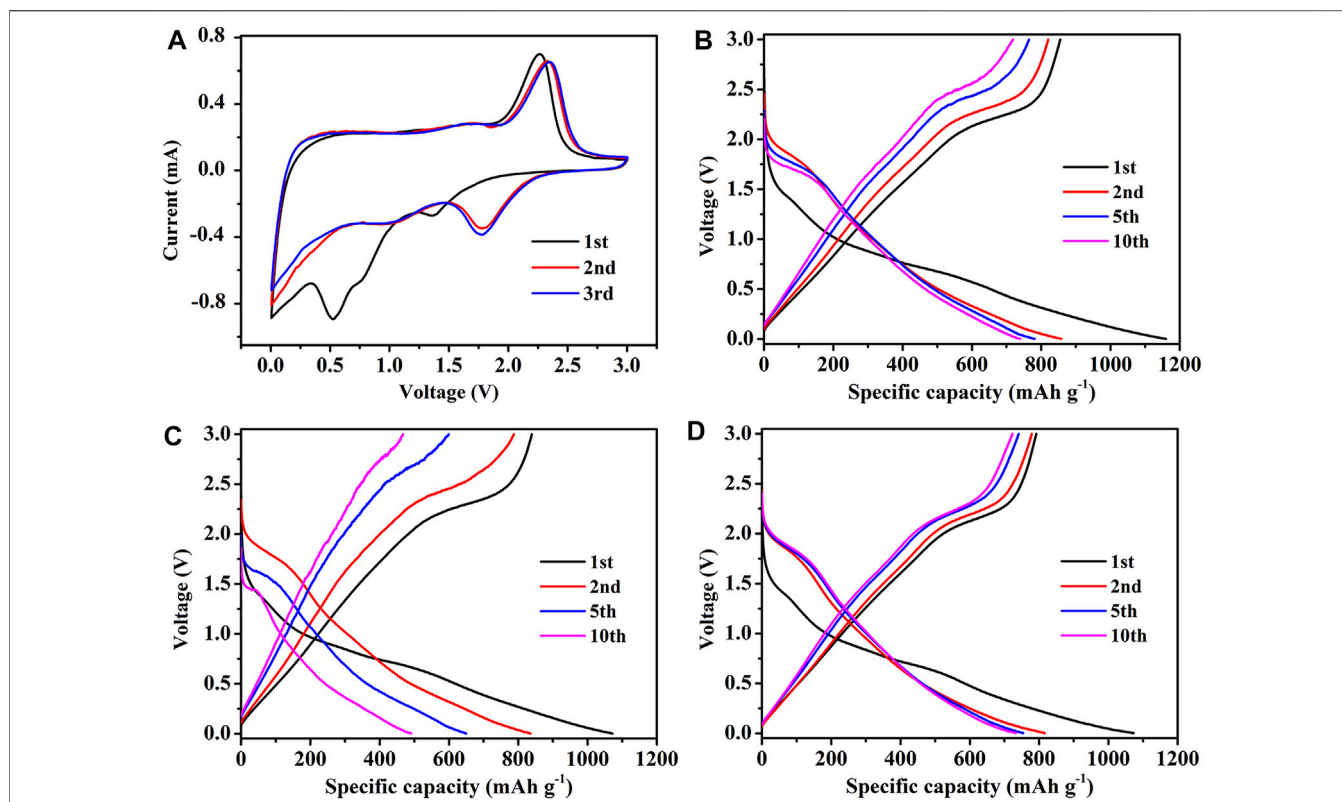 A
0.8
0.4
0.0
-0.4
-0.8
Current (mA)
1st
2nd
3rd
0.0 0.5 1.0 1.5 2.0 2.5 3.0
Voltage (V)
B
3.0
2.5
2.0
1.5
1.0
0.5
0.0
Voltage (V)
1st
2nd
5th
10th
0 200 400 600 800 1000 1200
Specific capacity (mAh g⁻¹)
C
3.0
2.5
2.0
1.5
1.0
0.5
0.0
Voltage (V)
1st
2nd
5th
10th
0 200 400 600 800 1000 1200
Specific capacity (mAh g⁻¹)
D
3.0
2.5
2.0
1.5
1.0
0.5
0.0
Voltage (V)
1st
2nd
5th
10th
0 200 400 600 800 1000 1200
Specific capacity (mAh g⁻¹)